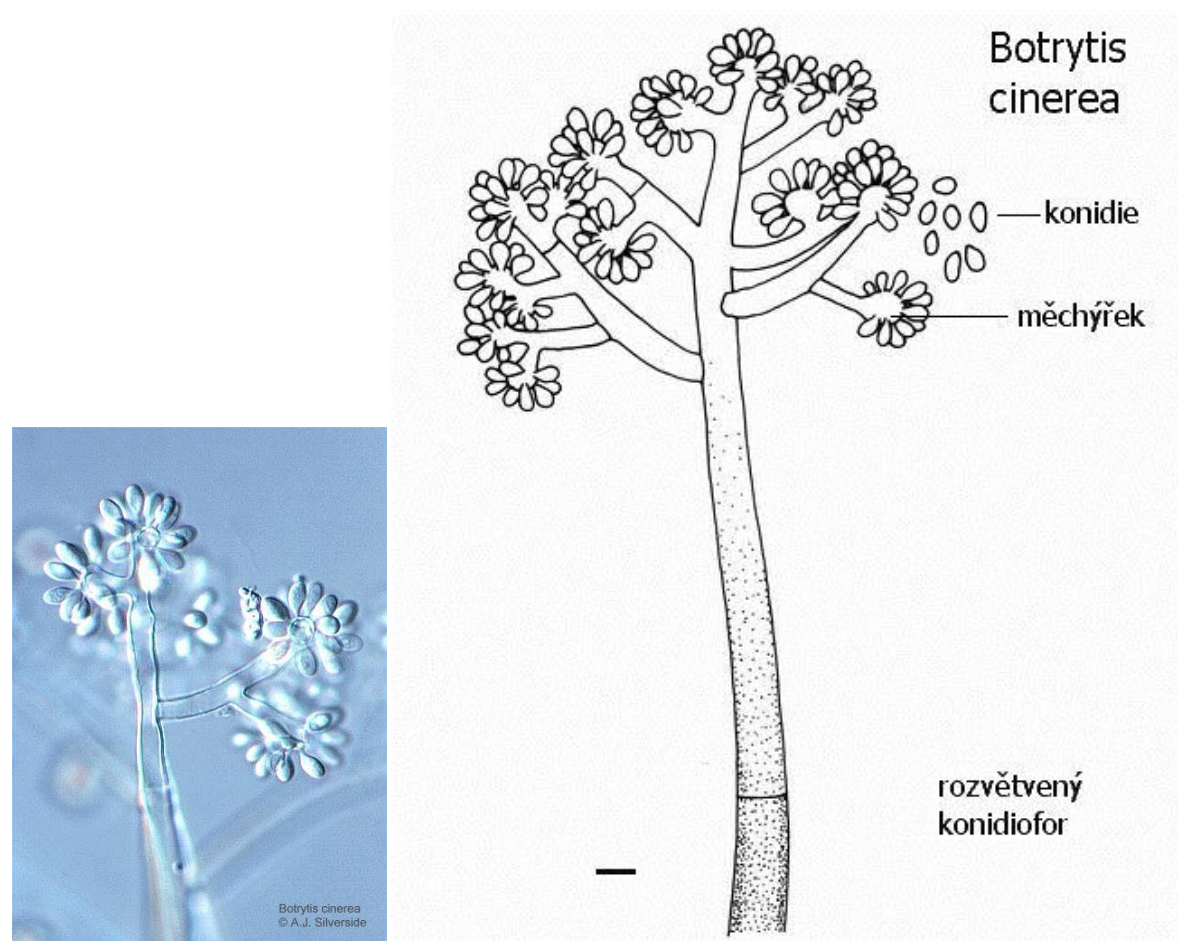 Botrytis
cinerea
konidie
měchýřek
rozvětvený
konidiofor
Botrytis cinerea
© A.J. Silverside